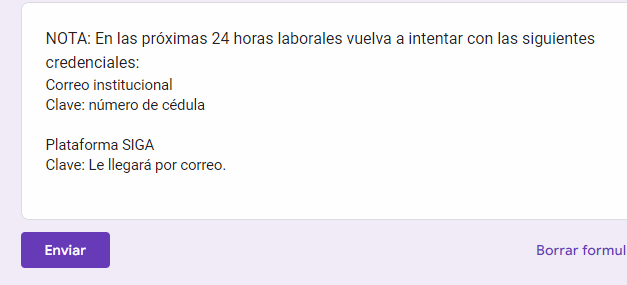 NOTA: En las próximas 24 horas laborales vuelva a intentar con las siguientes
credenciales:
Correo institucional
Clave: número de cédula
Plataforma SIGA
Clave: Le llegará por correo.
Enviar
Borrar formul